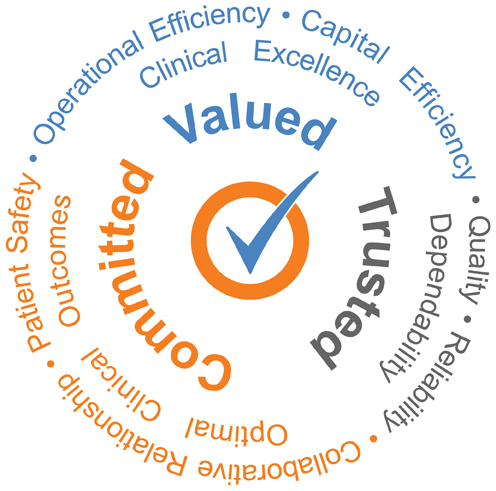 Operational Efficiency • Capital Efficiency •
Clinical Excellence
Valued
Quality • Reliability •
Dependability
Trusted
Collaborative Relationship • Patient Safety •
Optimal Clinical Outcomes
Committed